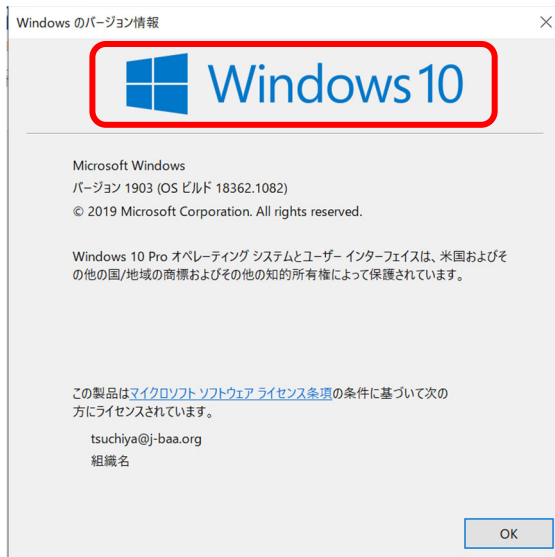 Windows のバージョン情報
Windows 10
Microsoft Windows
バージョン 1903 (OS ビルド 18362.1082)
© 2019 Microsoft Corporation. All rights reserved.
Windows 10 Pro オペレーティング システムとユーザー インターフェイスは、米国およびそ
の他の国/地域の商標およびその他の知的所有権によって保護されています。
この製品はマイクロソフト ソフトウェア ライセンス条項の条件に基づいて次の
方にライセンスされています。
tsuchiya@j-baa.org
組織名
OK